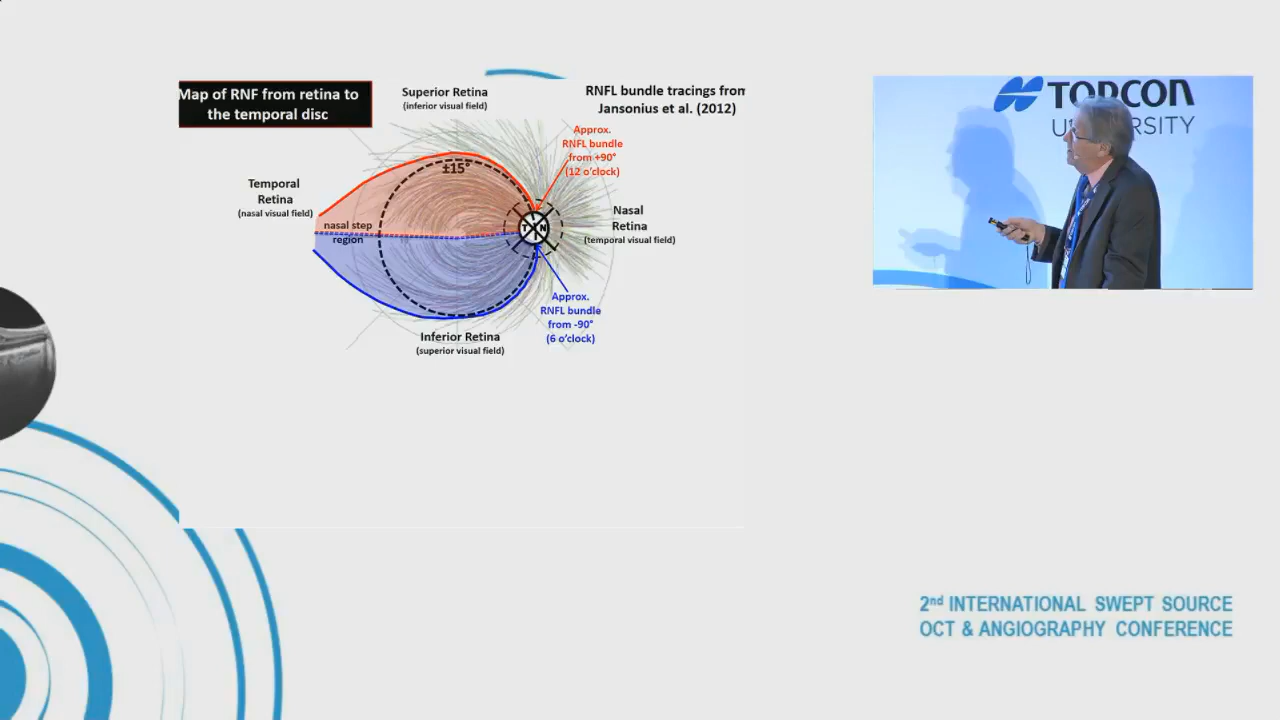 Map of RNF from retina to
the temporal disc
Superior Retina
(inferior visual field)
RNFL bundle tracings from
Jansonius et al. (2012)
Approx.
RNFL bundle
from +90°
(12 o'clock)
±15°
Temporal
Retina
(nasal visual field)
nasal step
region
T
N
Nasal
Retina
(temporal visual field)
Approx.
RNFL bundle
from -90°
(6 o'clock)
Inferior Retina
(superior visual field)
TOPCON
UNIVERSITY
2nd INTERNATIONAL SWEPT SOURCE
OCT & ANGIOGRAPHY CONFERENCE